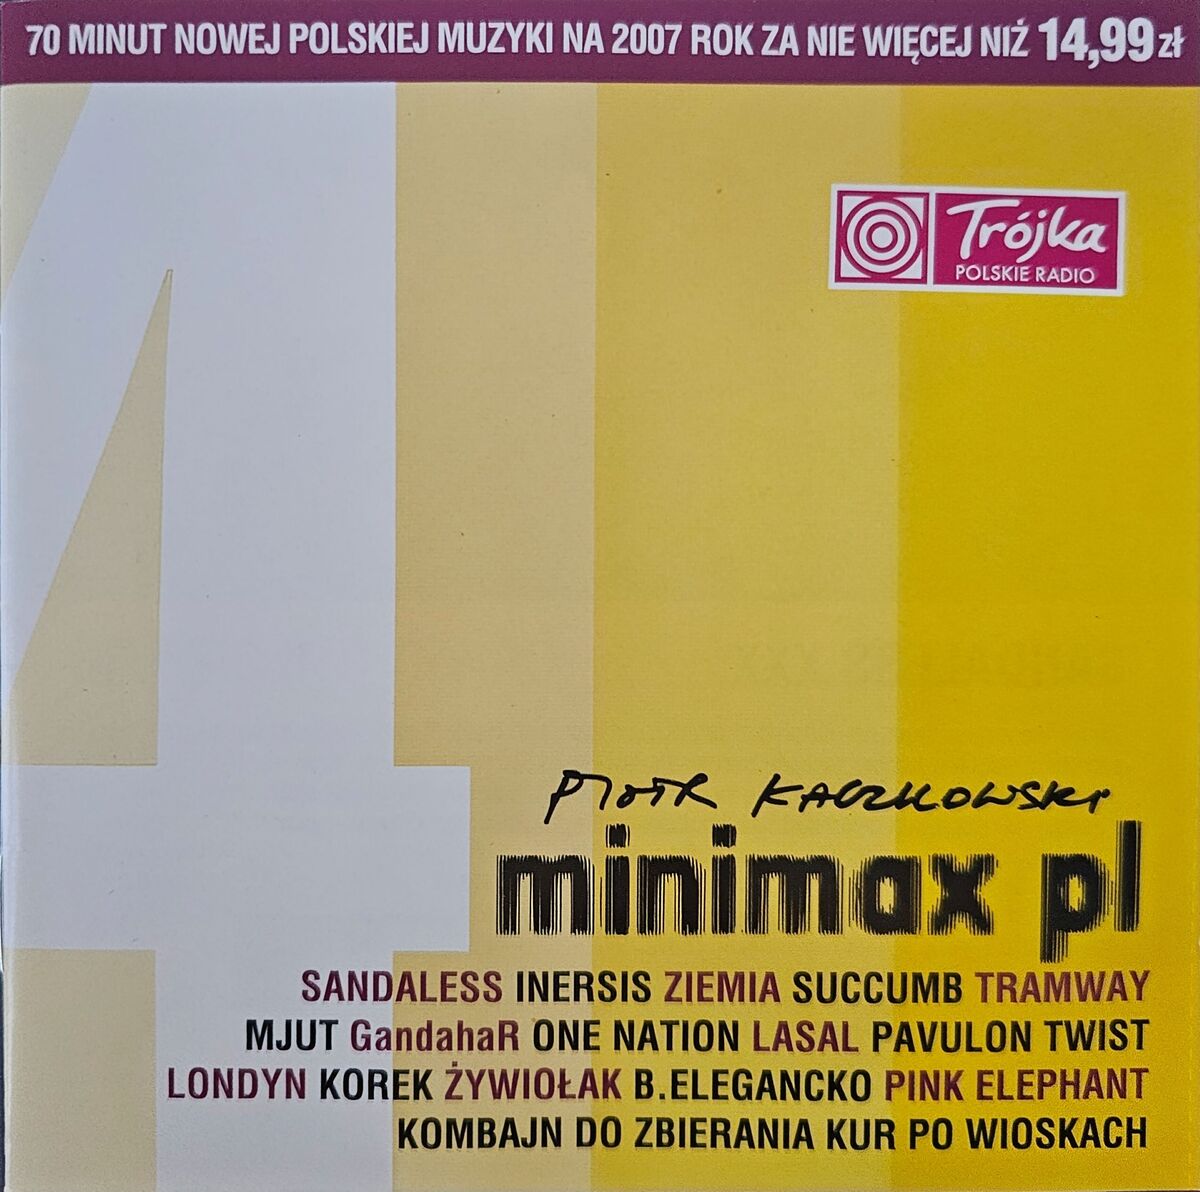 70 MINUT NOWEJ POLSKIEJ MUZYKI NA 2007 ROK ZA NIE WIĘCEJ NIŻ 14,99 zł
Trójka
POLSKIE RADIO
4
PIOTR KACZKOWSKI
minimax pl
SANDALESS INERSIS ZIEMIA SUCCUMB TRAMWAY
MJUT GandahaR ONE NATION LASAL PAVULON TWIST
LONDYN KOREK ŻYWIOŁAK B.ELEGANCKO PINK ELEPHANT
KOMBAJN DO ZBIERANIA KUR PO WIOSKACH